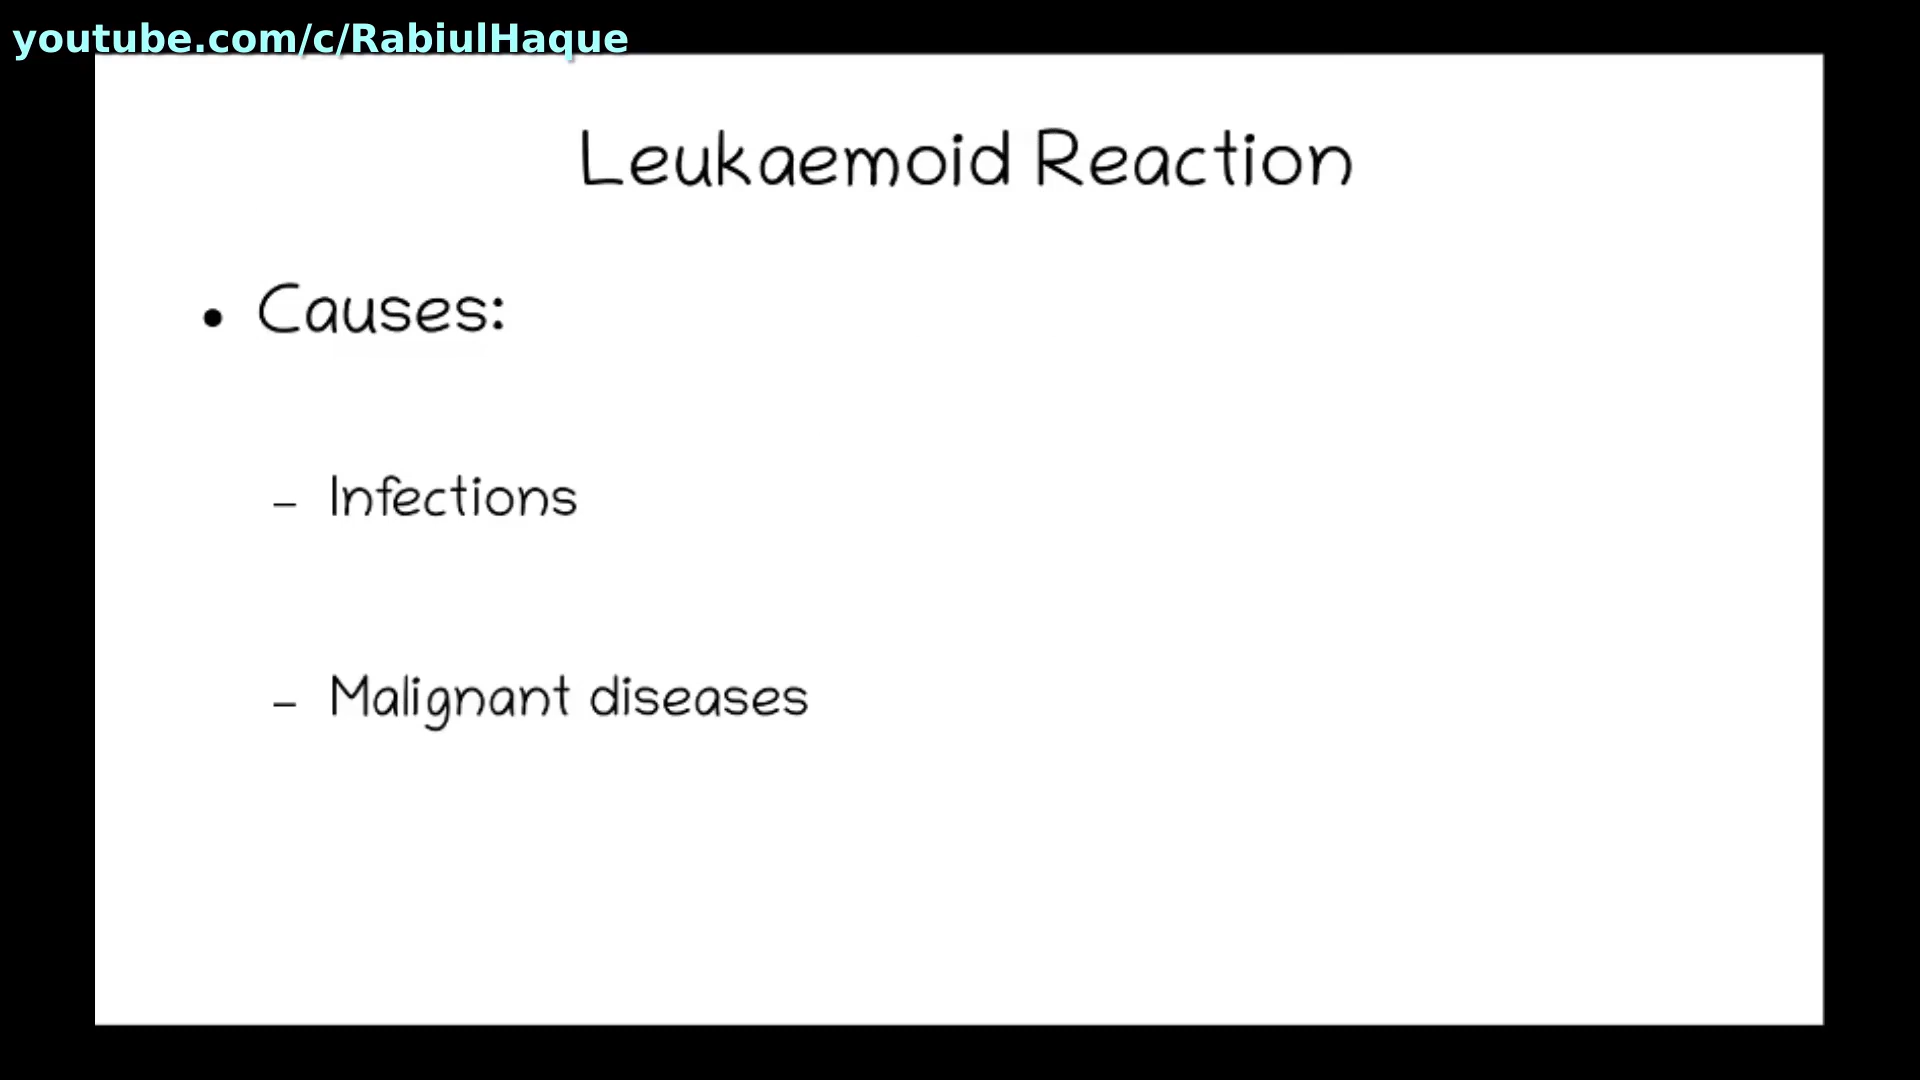 youtube.com/c/RabiulHaque
Leukaemoid Reaction
• Causes:
– Infections
– Malignant diseases